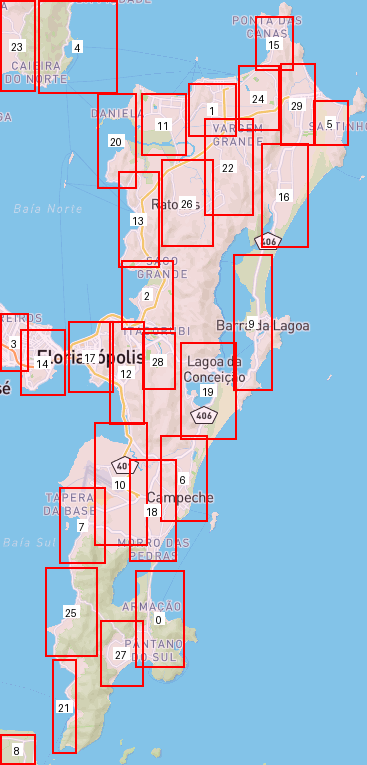 23
4
CAIEIRA
DO NORTE
PONTA DAS
CANAS
15
DANIELA
11
1
24
29
5
SANTINHO
VARGEM
GRANDE
20
22
26
16
Baía Norte
13
406
SACO
GRANDE
2
9
Barra da Lagoa
3
14
Florianópolis
17
ITACORUBI
12
28
Lagoa da
Conceição
19
406
401
10
6
Campeche
TAPERA
DA BASE
7
18
Baía Sul
MORRO DAS
PEDRAS
25
ARMAÇÃO
0
PÂNTANO
DO SUL
27
21
8